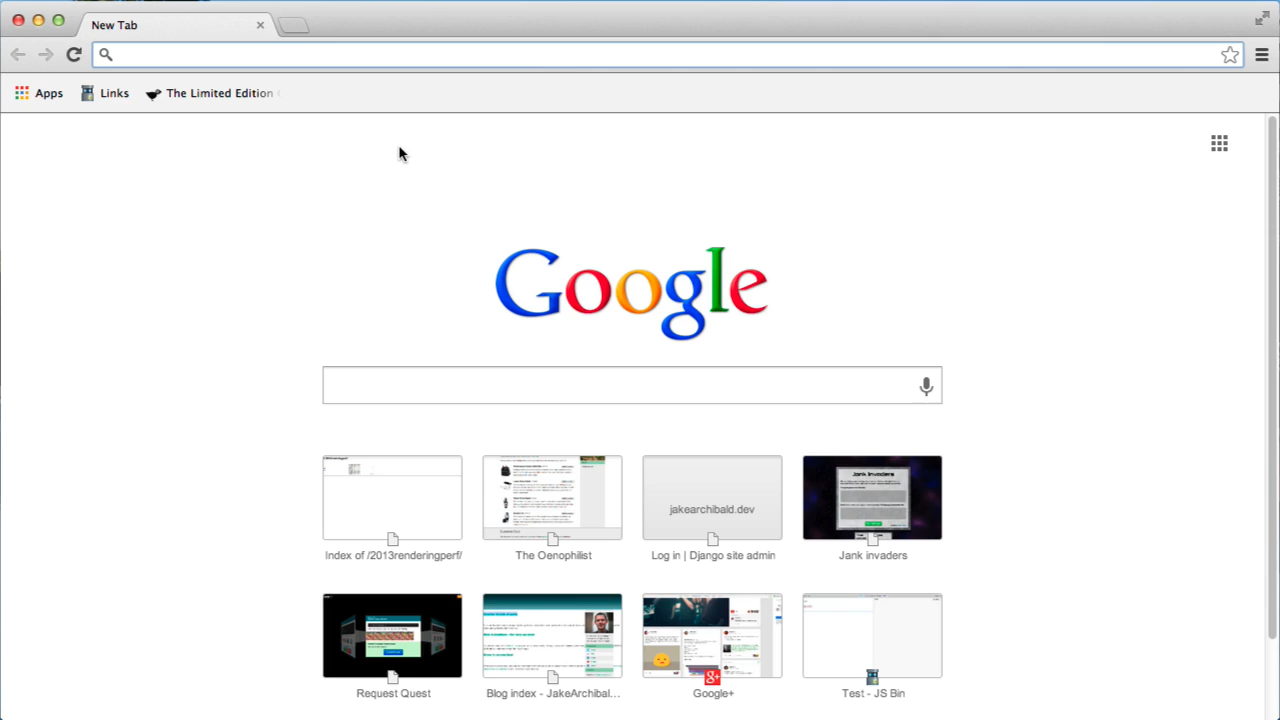 New Tab
Apps
Links
The Limited Edition
Google
jakearchibald.dev
Jank invaders
Index of /2013renderingperf/
The Oenophilist
Log in | Django site admin
Jank invaders
Request Quest
Blog index - JakeArchibal...
Google+
Test - JS Bin